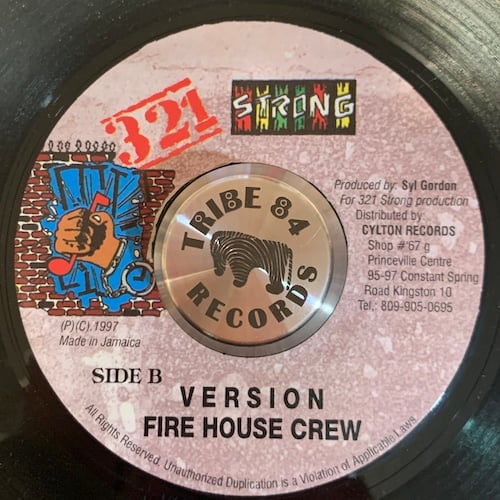 321
STRONG
TRIBE 84
RECORDS
Produced by: Syl Gordon
For 321 Strong production
Distributed by:
CYLTON RECORDS
Shop #'67 g
Princeville Centre
95-97 Constant Spring
Road Kingston 10
Tel.: 809-905-0695
(P)(C).1997
Made in Jamaica
SIDE B
VERSION
FIRE HOUSE CREW
All Rights Reserved. Unauthorized Duplication is a Violation of Applicable Laws